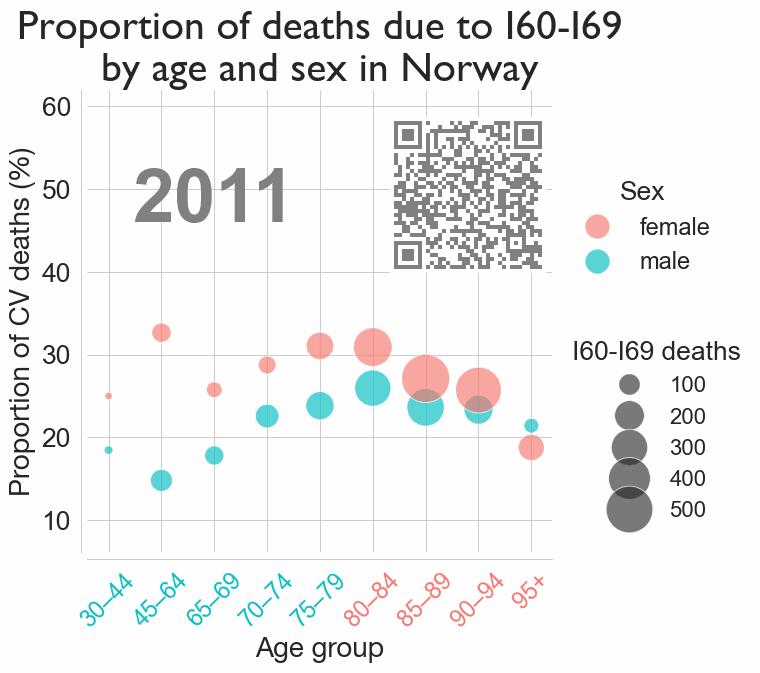 Proportion of deaths due to I60-I69
by age and sex in Norway
Proportion of CV deaths (%)
60
50
40
30
20
10
2011
30–44
45–64
65–69
70–74
75–79
80–84
85–89
90–94
95+
Age group
Sex
female
male
I60-I69 deaths
100
200
300
400
500